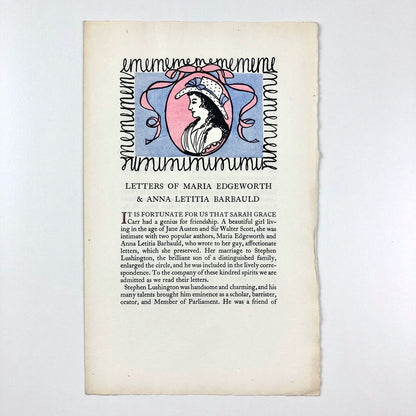 LETTERS OF MARIA EDGEWORTH
& ANNA LETITIA BARBAULD
IT IS FORTUNATE FOR US THAT SARAH GRACE
Carr had a genius for friendship. A beautiful girl liv-
ing in the age of Jane Austen and Sir Walter Scott, she was
intimate with two popular authors, Maria Edgeworth and
Anna Letitia Barbauld, who wrote to her gay, affectionate
letters, which she preserved. Her marriage to Stephen
Lushington, the brilliant son of a distinguished family,
enlarged the circle, and he was included in the lively corre-
spondence. To the company of these kindred spirits we are
admitted as we read their letters.
Stephen Lushington was handsome and charming, and his
many talents brought him eminence as a scholar, barrister,
orator, and Member of Parliament. He was a friend of